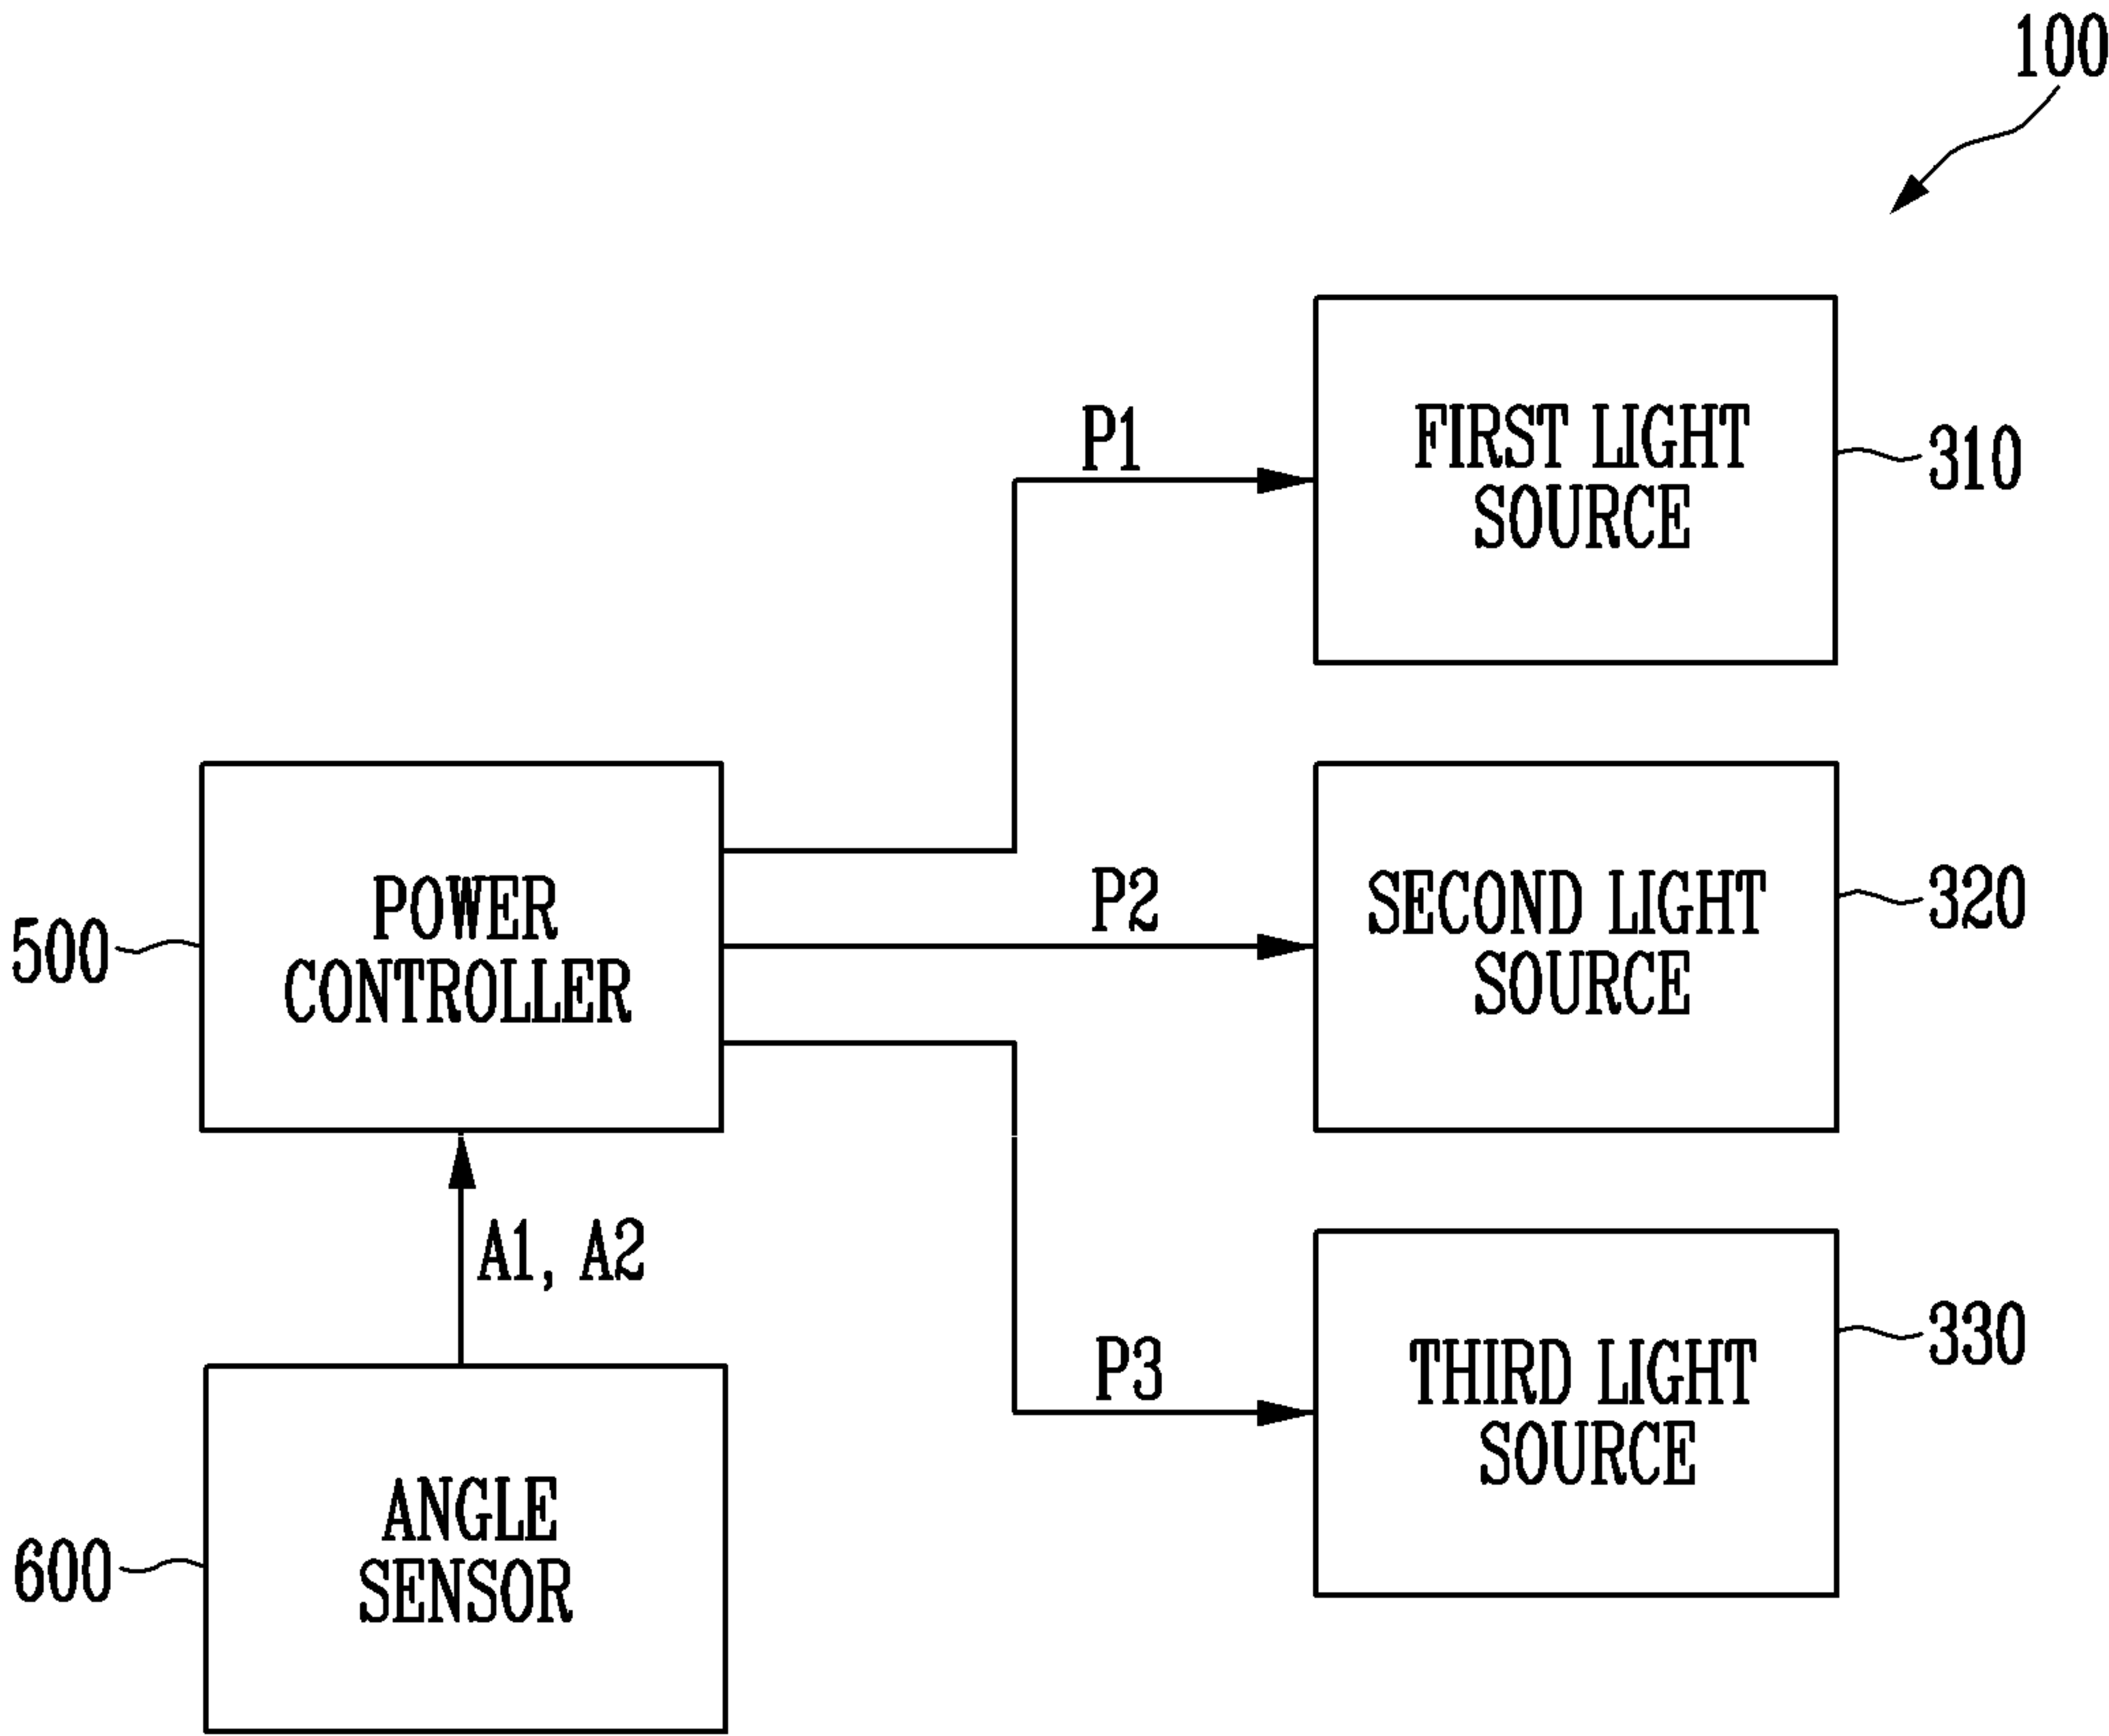 100
P1
FIRST LIGHT
SOURCE
310
500
POWER
CONTROLLER
P2
SECOND LIGHT
SOURCE
320
A1, A2
P3
THIRD LIGHT
SOURCE
330
600
ANGLE
SENSOR